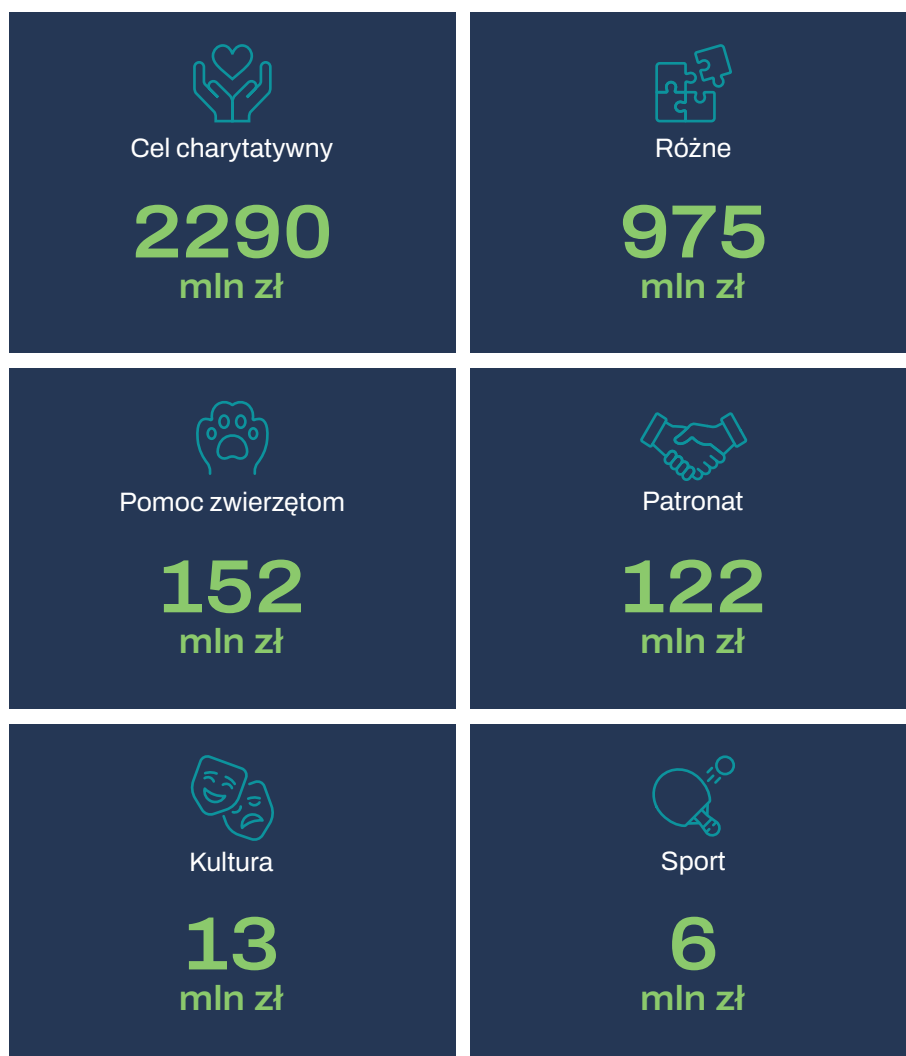 Cel charytatywny
2290
mln zł
Różne
975
mln zł
Pomoc zwierzętom
152
mln zł
Patronat
122
mln zł
Kultura
13
mln zł
Sport
6
mln zł